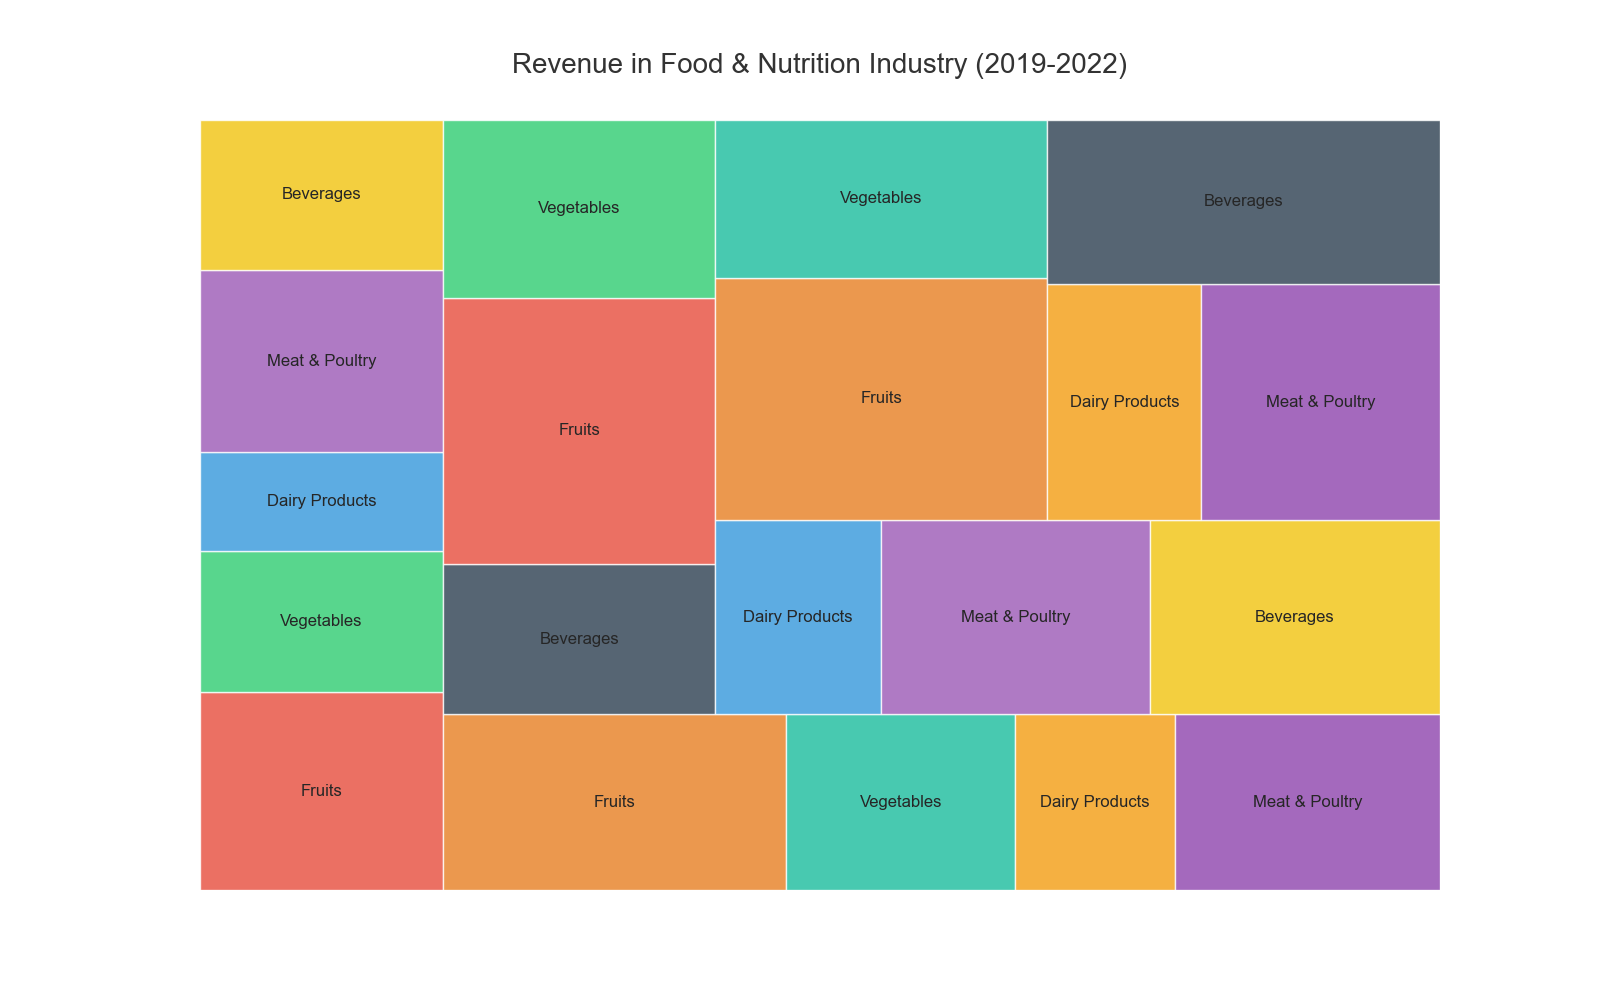 Revenue in Food & Nutrition Industry (2019-2022)
Beverages
Meat & Poultry
Dairy Products
Vegetables
Fruits
Vegetables
Fruits
Beverages
Fruits
Vegetables
Fruits
Dairy Products
Vegetables
Beverages
Dairy Products
Meat & Poultry
Meat & Poultry
Beverages
Dairy Products
Meat & Poultry